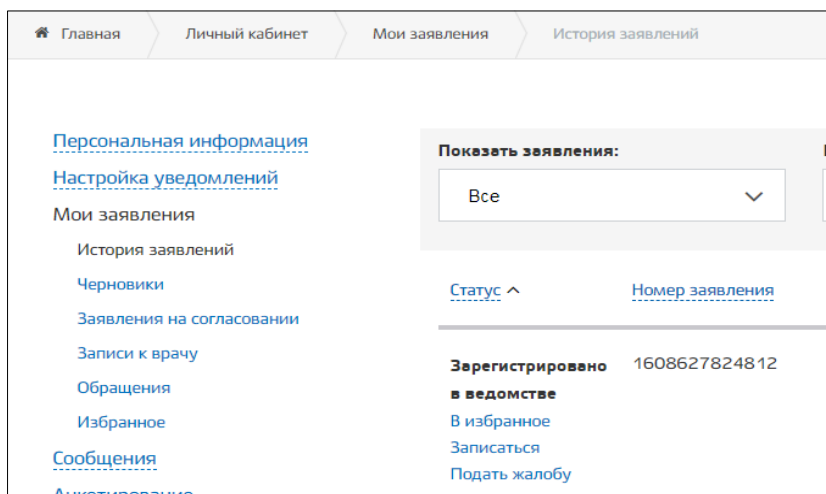 Главная
Личный кабинет
Мои заявления
История заявлений
Персональная информация
Настройка уведомлений
Мои заявления
История заявлений
Черновики
Заявления на согласовании
Записи к врачу
Обращения
Избранное
Сообщения
Анкетирование
Показать заявления:
Все
Статус
Номер заявления
Зарегистрировано 1608627824812
в ведомстве
В избранное
Записаться
Подать жалобу